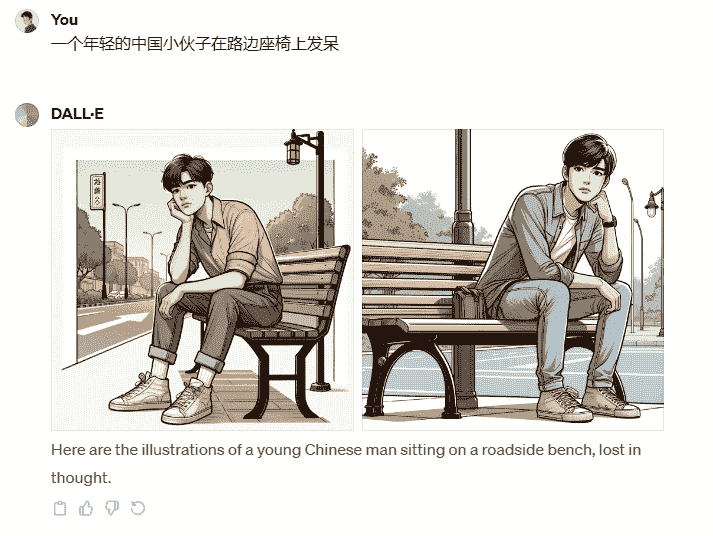 You
一个年轻的中国小伙子在路边座椅上发呆
DALL·E
Here are the illustrations of a young Chinese man sitting on a roadside bench, lost in
thought.